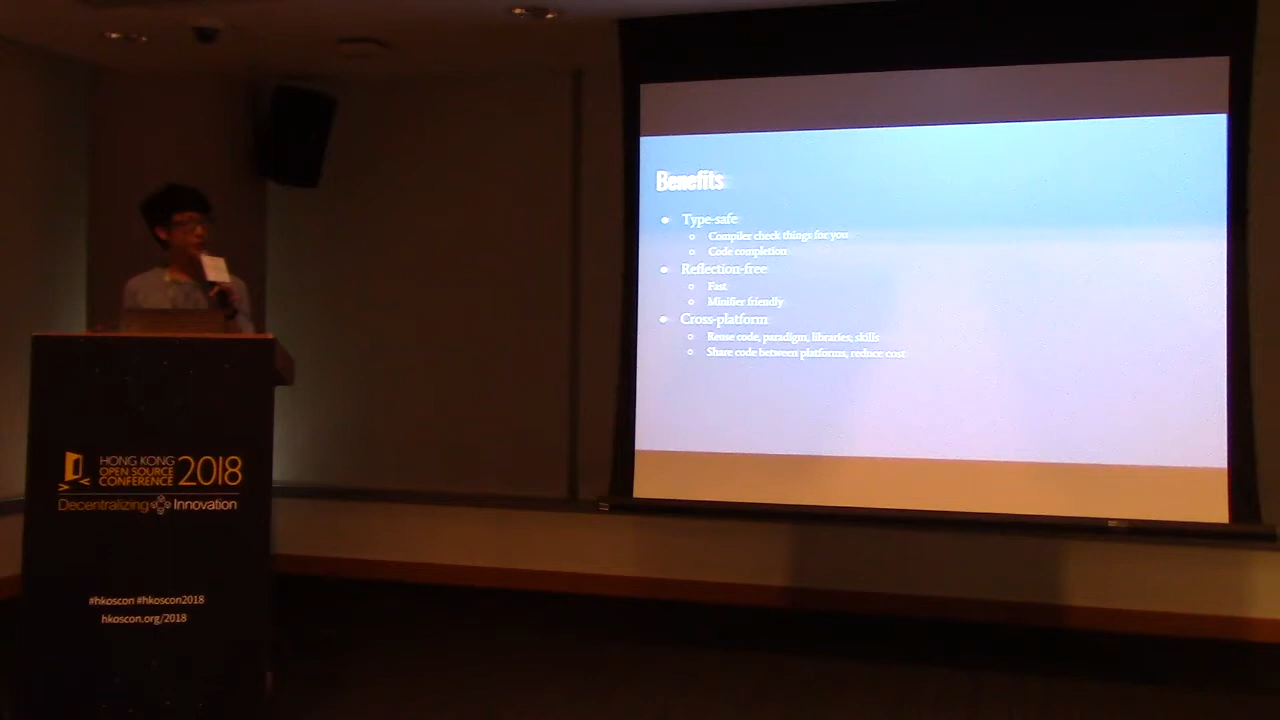 Benefits
● Type-safe
○ Compiler check things for you
○ Code completion
● Reflection-free
○ Fast
○ Minifier friendly
● Cross-platform
○ Reuse code, paradigm, libraries, skills
○ Share code between platforms, reduce cost
HONG KONG
OPEN SOURCE
CONFERENCE 2018
Decentralizing Innovation
#hkoscon #hkoscon2018
hkoscon.org/2018